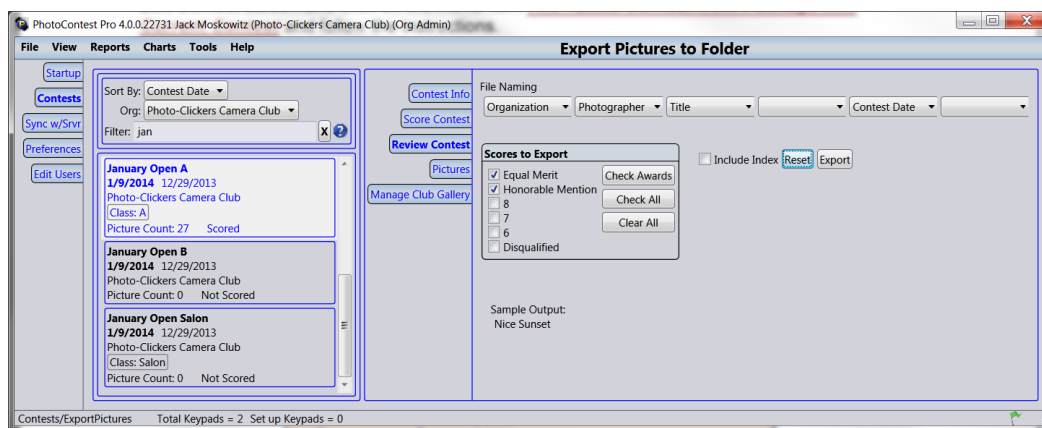 PhotoContest Pro 4.0.0.22731 Jack Moskowitz (Photo-Clickers Camera Club) (Org Admin)
File View Reports Charts Tools Help
Export Pictures to Folder
Startup
Contests
Sync w/Srvr
Preferences
Edit Users
Sort By: Contest Date
Org: Photo-Clickers Camera Club
Filter: jan X ?
January Open A
1/9/2014 12/29/2013
Photo-Clickers Camera Club
Class: A
Picture Count: 27 Scored
January Open B
1/9/2014 12/29/2013
Photo-Clickers Camera Club
Picture Count: 0 Not Scored
January Open Salon
1/9/2014 12/29/2013
Photo-Clickers Camera Club
Class: Salon
Picture Count: 0 Not Scored
Contest Info
Score Contest
Review Contest
Pictures
Manage Club Gallery
File Naming
Organization Photographer Title Contest Date
Scores to Export
Equal Merit
Honorable Mention
8
7
6
Disqualified
Check Awards
Check All
Clear All
Include Index Reset Export
Sample Output:
Nice Sunset
Contests/ExportPictures Total Keypads = 2 Set up Keypads = 0